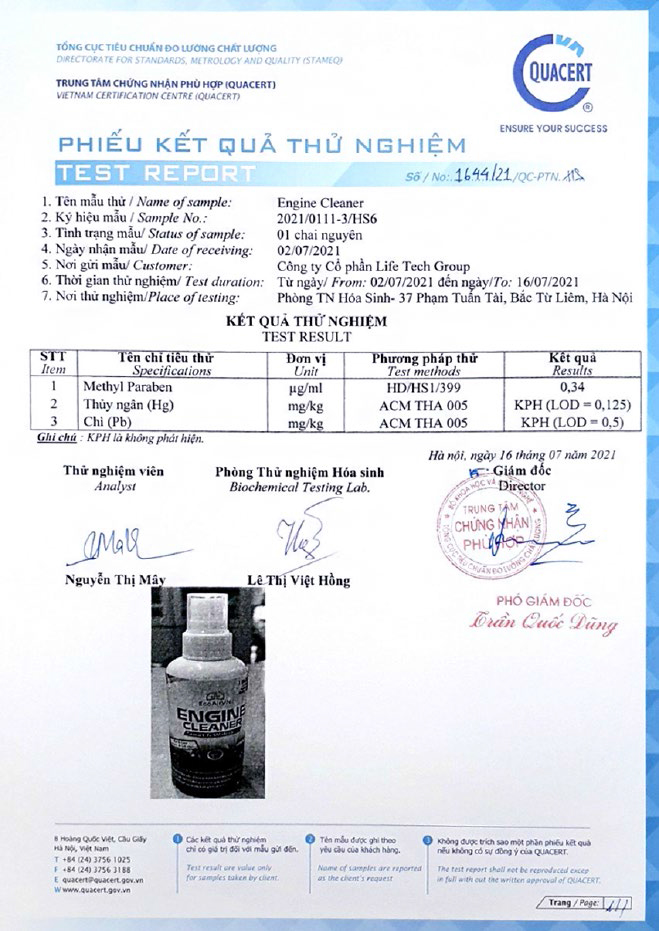 TỔNG CỤC TIÊU CHUẨN ĐO LƯỜNG CHẤT LƯỢNG
DIRECTORATE FOR STANDARDS, METROLOGY AND QUALITY (STAMEQ)
TRUNG TÂM CHỨNG NHẬN PHÙ HỢP (QUACERT)
VIETNAM CERTIFICATION CENTRE (QUACERT)
QUACERT
®
ENSURE YOUR SUCCESS
PHIẾU KẾT QUẢ THỬ NGHIỆM
TEST REPORT
Số / No: 1644/21/QC-PTN.
1. Tên mẫu thử / Name of sample: Engine Cleaner
2. Ký hiệu mẫu / Sample No.: 2021/0111-3/HS6
3. Tình trạng mẫu/ Status of sample: 01 chai nguyên
4. Ngày nhận mẫu/ Date of receiving: 02/07/2021
5. Nơi gửi mẫu/ Customer: Công ty Cổ phần Life Tech Group
6. Thời gian thử nghiệm/ Test duration: Từ ngày/ From: 02/07/2021 đến ngày/To: 16/07/2021
7. Nơi thử nghiệm/Place of testing: Phòng TN Hóa Sinh- 37 Phạm Tuấn Tài, Bắc Từ Liêm, Hà Nội
KẾT QUẢ THỬ NGHIỆM
TEST RESULT
STT Tên chỉ tiêu thử Đơn vị Phương pháp thử Kết quả
Item Specifications Unit Test methods Results
1 Methyl Paraben µg/ml HD/HS1/399 0,34
2 Thủy ngân (Hg) mg/kg ACM THA 005 KPH (LOD = 0,125)
3 Chì (Pb) mg/kg ACM THA 005 KPH (LOD = 0,5)
Ghi chú : KPH là không phát hiện.
Hà nội, ngày 16 tháng 07 năm 2021
Thử nghiệm viên Phòng Thử nghiệm Hóa sinh Giám đốc
Analyst Biochemical Testing Lab. Director
TRUNG TÂM
CHỨNG NHẬN
PHÙ HỢP
Nguyễn Thị Mây Lê Thị Việt Hồng
PHÓ GIÁM ĐỐC
Trần Quốc Dũng
ENGINE
CLEANER
8 Hoàng Quốc Việt, Cầu Giấy
Hà Nội, Việt Nam
T +84 (24) 3756 1025
F +84 (24) 3756 3188
E quacert@quacert.gov.vn
W www.quacert.gov.vn
1 Các kết quả thử nghiệm
chỉ có giá trị đối với mẫu gửi đến.
Test result are value only
for samples taken by client.
2 Tên mẫu được ghi theo
yêu cầu của khách hàng.
Name of samples are reported
as the client's request
3 Không được trích sao một phần phiếu kết quả
nếu không có sự đồng ý của QUACERT.
The test report shall not be reproduced excep
in full with out the written approval of QUACERT.
Trang / Page: 1/1